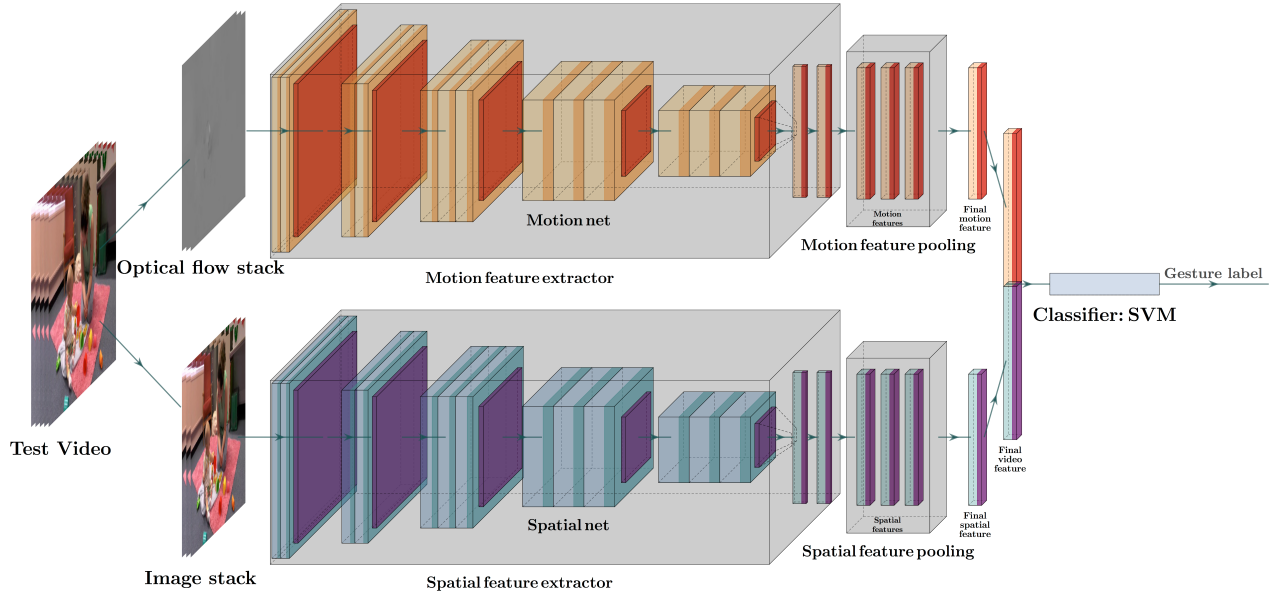 Optical flow stack
Motion net
Motion feature extractor
Motion
features
Motion feature pooling
Final
motion
feature
Test Video
Gesture label
Classifier: SVM
Final
video
feature
Spatial net
Spatial feature extractor
Spatial
features
Spatial feature pooling
Final
spatial
feature
Image stack